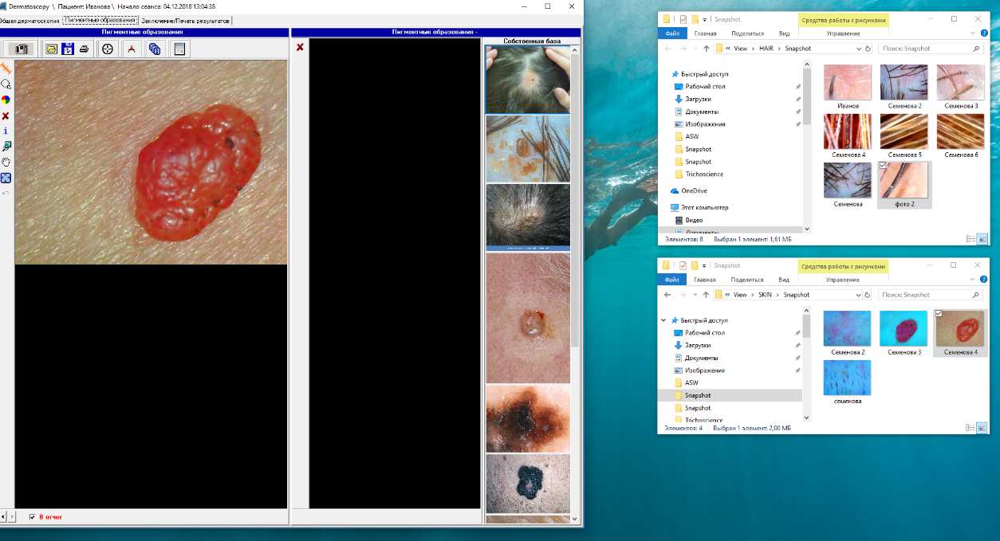 Dermatoscopy \ Пациент: Иванова \ Начало сеанса: 04.12.2018 13:04:38
Общая дерматоскопия Пигментные образования Заключение/Печать результатов
Пигментные образования
Пигментные образования -
Собственная база
В отчет
Snapshot
Средства работы с рисунками
Файл Главная Поделиться Вид Управление
« View › HAIR › Snapshot
Поиск: Snapshot
Быстрый доступ
Рабочий стол
Загрузки
Документы
Изображения
ASW
Snapshot
Snapshot
Trichoscience
OneDrive
Этот компьютер
Видео
Документы
Иванов
Семенова 2
Семенова 3
Семенова 4
Семенова 5
Семенова 6
Семенова
фото 2
Элементов: 8 Выбран 1 элемент: 1,61 МБ
Snapshot
Средства работы с рисунками
Файл Главная Поделиться Вид Управление
« View › SKIN › Snapshot
Поиск: Snapshot
Быстрый доступ
Рабочий стол
Загрузки
Документы
Изображения
ASW
Snapshot
Snapshot
Trichoscience
Семенова 2
Семенова 3
Семенова 4
семенова
Элементов: 4 Выбран 1 элемент: 2,00 МБ